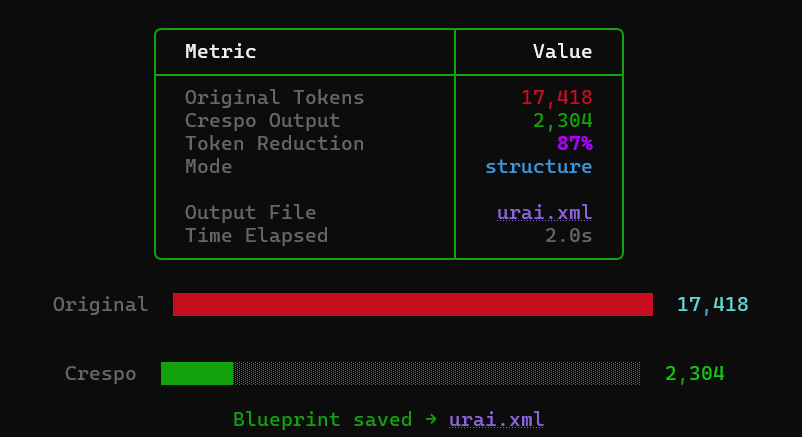 Metric Value
Original Tokens 17,418
Crespo Output 2,304
Token Reduction 87%
Mode structure
Output File urai.xml
Time Elapsed 2.0s
Original 17,418
Crespo 2,304
Blueprint saved → urai.xml